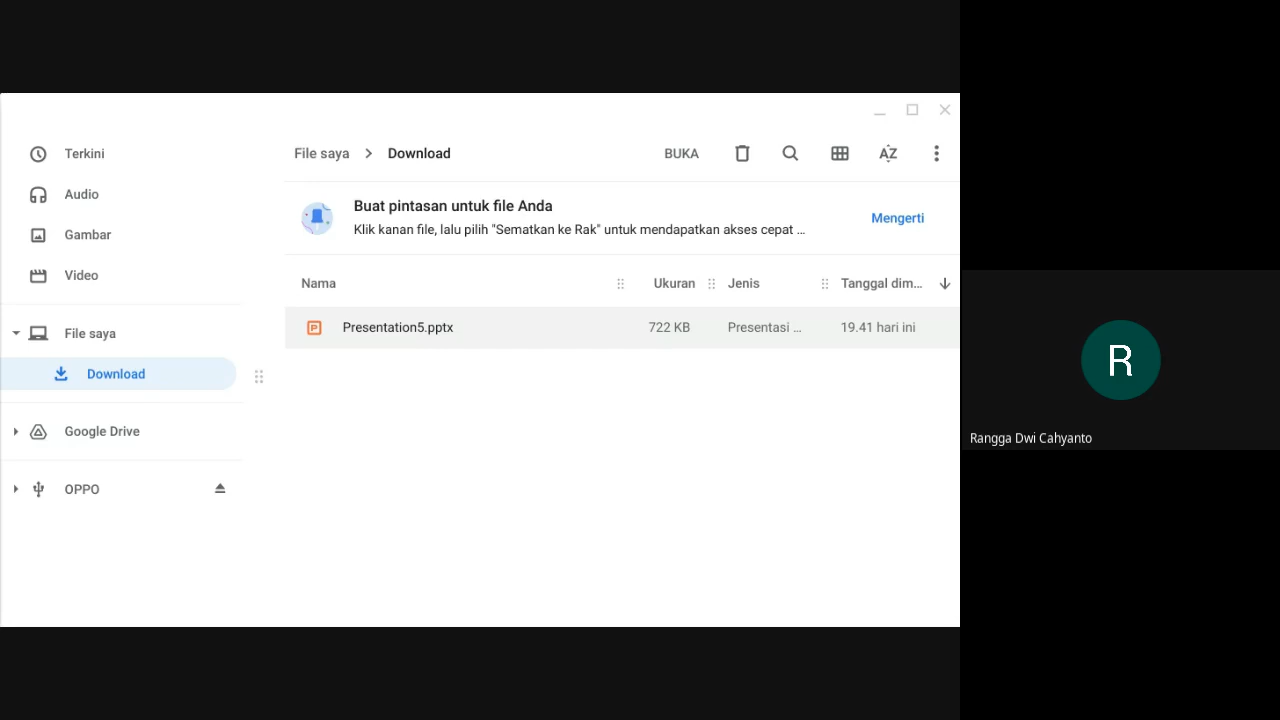 Terkini
Audio
Gambar
Video
File saya
Download
Google Drive
OPPO
File saya > Download
BUKA
AZ
Buat pintasan untuk file Anda
Klik kanan file, lalu pilih "Sematkan ke Rak" untuk mendapatkan akses cepat ...
Mengerti
Nama Ukuran Jenis Tanggal dim...
Presentation5.pptx 722 KB Presentasi ... 19.41 hari ini
R
Rangga Dwi Cahyanto